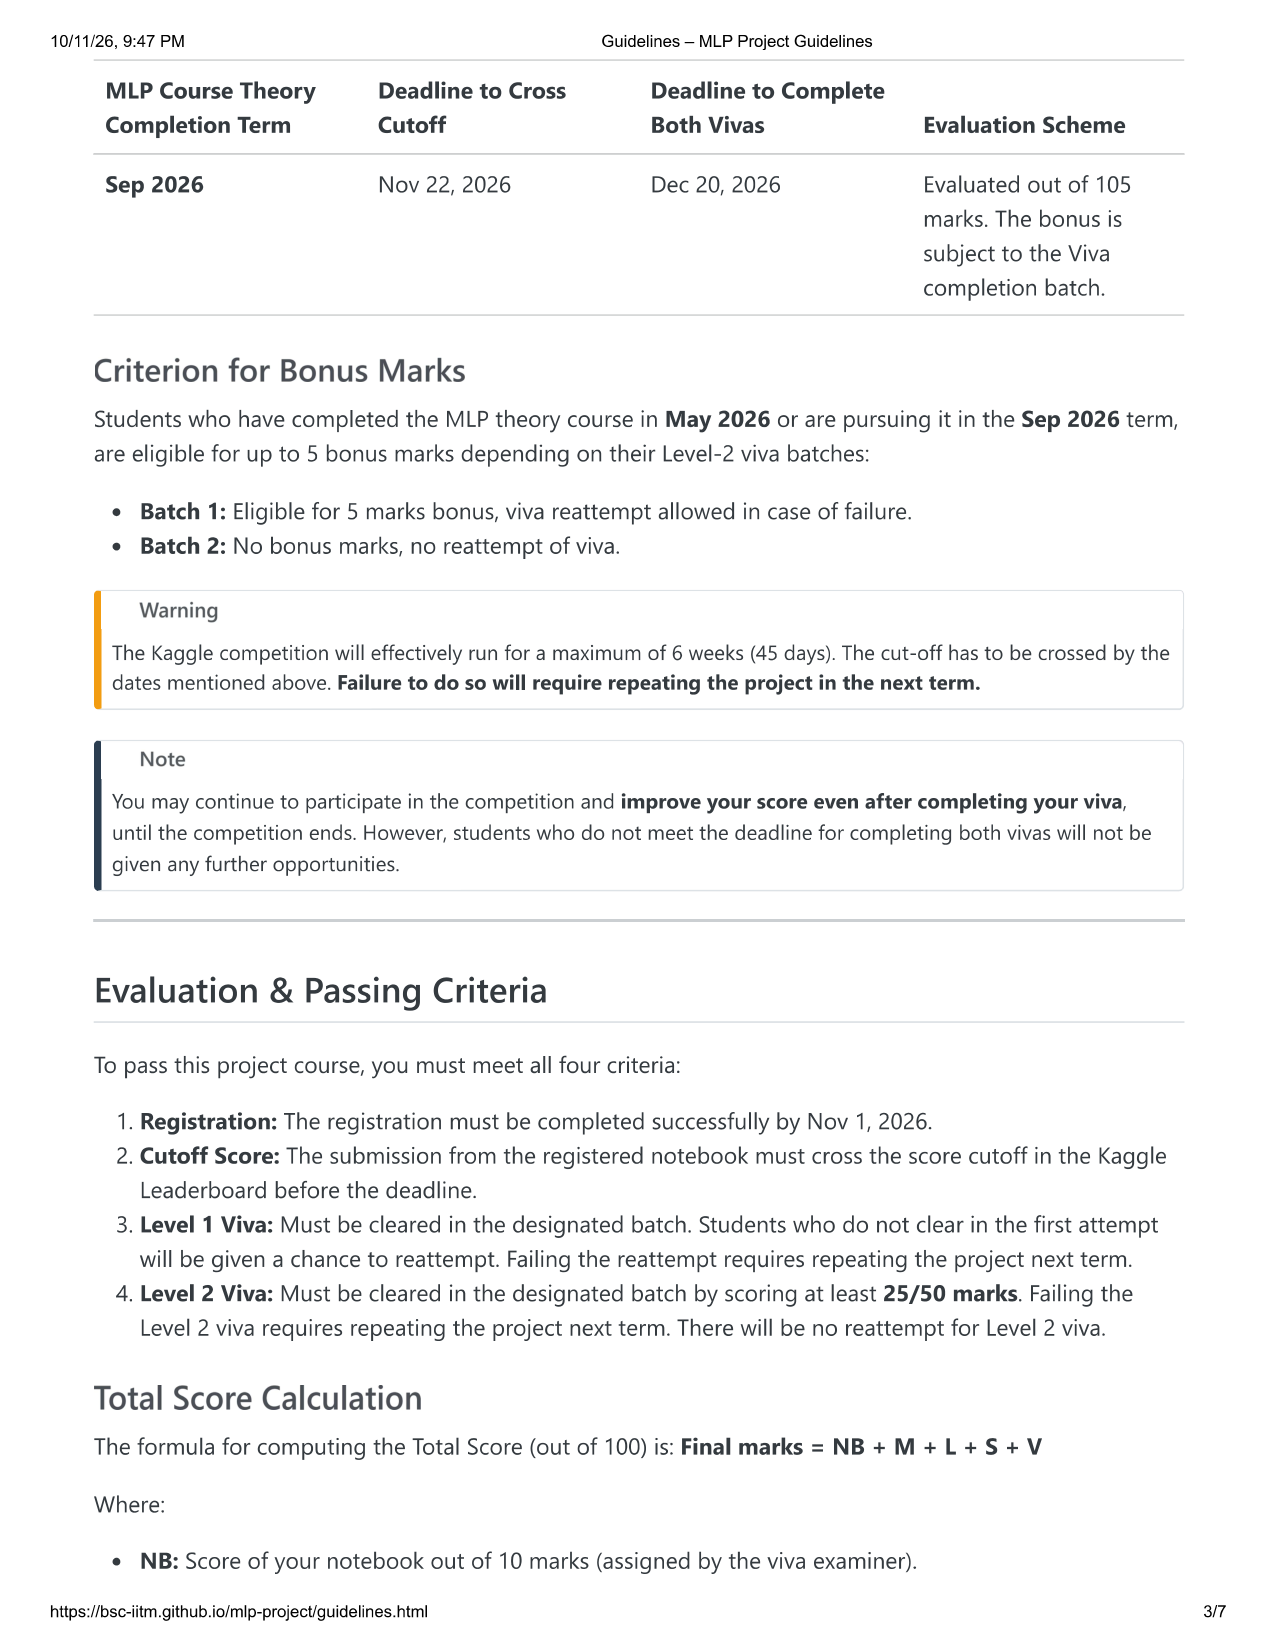 10/11/26, 9:47 PM
Guidelines – MLP Project Guidelines
MLP Course Theory Completion Term
Deadline to Cross Cutoff
Deadline to Complete Both Vivas
Evaluation Scheme
Sep 2026
Nov 22, 2026
Dec 20, 2026
Evaluated out of 105
marks. The bonus is
subject to the Viva
completion batch.
Criterion for Bonus Marks
Students who have completed the MLP theory course in May 2026 or are pursuing it in the Sep 2026 term,
are eligible for up to 5 bonus marks depending on their Level-2 viva batches:
• Batch 1: Eligible for 5 marks bonus, viva reattempt allowed in case of failure.
• Batch 2: No bonus marks, no reattempt of viva.
Warning
The Kaggle competition will effectively run for a maximum of 6 weeks (45 days). The cut-off has to be crossed by the
dates mentioned above. Failure to do so will require repeating the project in the next term.
Note
You may continue to participate in the competition and improve your score even after completing your viva,
until the competition ends. However, students who do not meet the deadline for completing both vivas will not be
given any further opportunities.
Evaluation & Passing Criteria
To pass this project course, you must meet all four criteria:
1. Registration: The registration must be completed successfully by Nov 1, 2026.
2. Cutoff Score: The submission from the registered notebook must cross the score cutoff in the Kaggle
Leaderboard before the deadline.
3. Level 1 Viva: Must be cleared in the designated batch. Students who do not clear in the first attempt
will be given a chance to reattempt. Failing the reattempt requires repeating the project next term.
4. Level 2 Viva: Must be cleared in the designated batch by scoring at least 25/50 marks. Failing the
Level 2 viva requires repeating the project next term. There will be no reattempt for Level 2 viva.
Total Score Calculation
The formula for computing the Total Score (out of 100) is: Final marks = NB + M + L + S + V
Where:
• NB: Score of your notebook out of 10 marks (assigned by the viva examiner).
https://bsc-iitm.github.io/mlp-project/guidelines.html
3/7